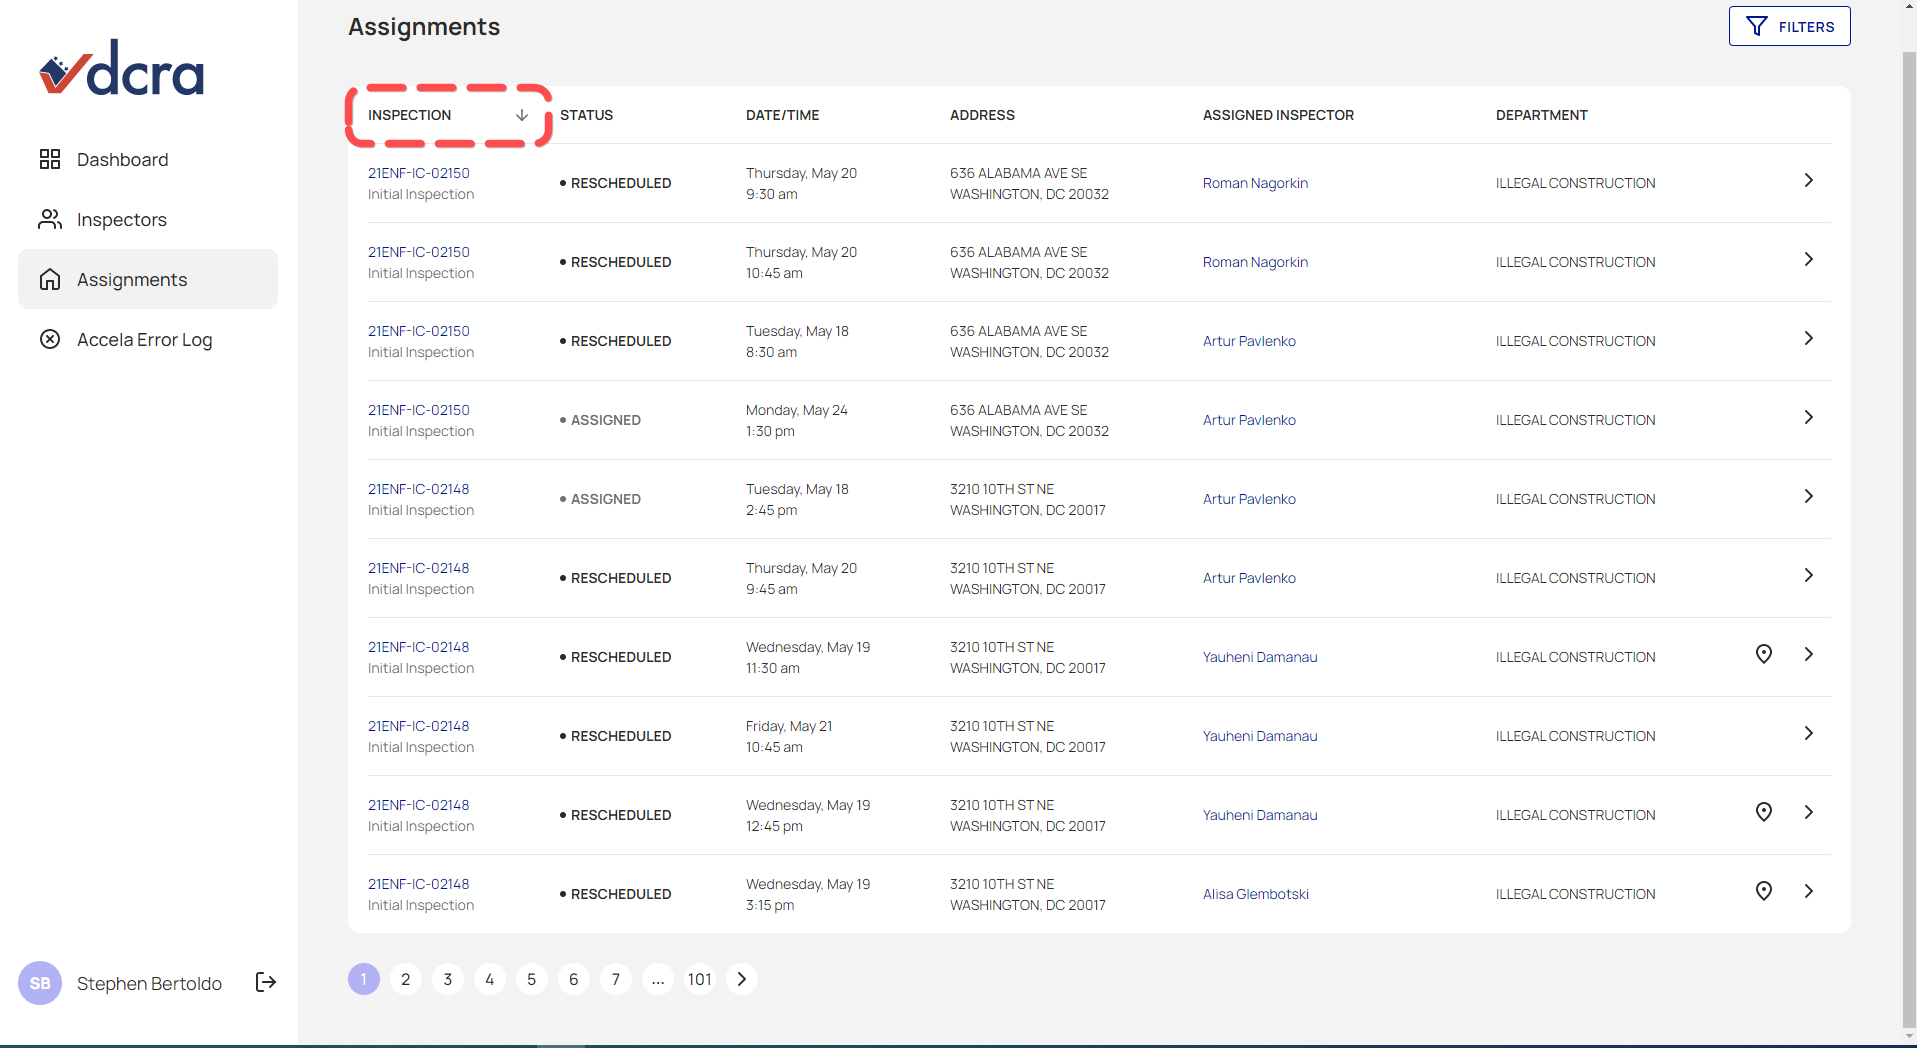 dcra
Dashboard
Inspectors
Assignments
Accela Error Log
SB Stephen Bertoldo
Assignments
FILTERS
INSPECTION STATUS DATE/TIME ADDRESS ASSIGNED INSPECTOR DEPARTMENT
21ENF-IC-02150 Thursday, May 20 636 ALABAMA AVE SE
RESCHEDULED Roman Nagorkin ILLEGAL CONSTRUCTION
Initial Inspection 9:30 am WASHINGTON, DC 20032
21ENF-IC-02150 Thursday, May 20 636 ALABAMA AVE SE
RESCHEDULED Roman Nagorkin ILLEGAL CONSTRUCTION
Initial Inspection 10:45 am WASHINGTON, DC 20032
21ENF-IC-02150 Tuesday, May 18 636 ALABAMA AVE SE
RESCHEDULED Artur Pavlenko ILLEGAL CONSTRUCTION
Initial Inspection 8:30 am WASHINGTON, DC 20032
21ENF-IC-02150 Monday, May 24 636 ALABAMA AVE SE
ASSIGNED Artur Pavlenko ILLEGAL CONSTRUCTION
Initial Inspection 1:30 pm WASHINGTON, DC 20032
21ENF-IC-02148 Tuesday, May 18 3210 10TH ST NE
ASSIGNED Artur Pavlenko ILLEGAL CONSTRUCTION
Initial Inspection 2:45 pm WASHINGTON, DC 20017
21ENF-IC-02148 Thursday, May 20 3210 10TH ST NE
RESCHEDULED Artur Pavlenko ILLEGAL CONSTRUCTION
Initial Inspection 9:45 am WASHINGTON, DC 20017
21ENF-IC-02148 Wednesday, May 19 3210 10TH ST NE
RESCHEDULED Yauheni Damanau ILLEGAL CONSTRUCTION
Initial Inspection 11:30 am WASHINGTON, DC 20017
21ENF-IC-02148 Friday, May 21 3210 10TH ST NE
RESCHEDULED Yauheni Damanau ILLEGAL CONSTRUCTION
Initial Inspection 10:45 am WASHINGTON, DC 20017
21ENF-IC-02148 Wednesday, May 19 3210 10TH ST NE
RESCHEDULED Yauheni Damanau ILLEGAL CONSTRUCTION
Initial Inspection 12:45 pm WASHINGTON, DC 20017
21ENF-IC-02148 Wednesday, May 19 3210 10TH ST NE
RESCHEDULED Alisa Glembotski ILLEGAL CONSTRUCTION
Initial Inspection 3:15 pm WASHINGTON, DC 20017
1 2 3 4 5 6 7 ... 101